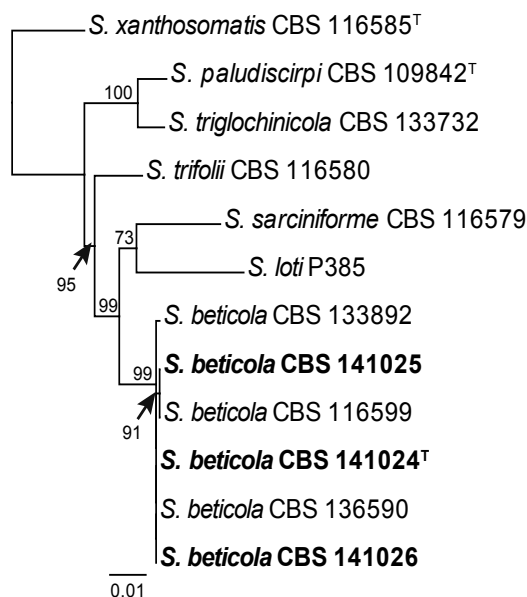 S. xanthosomatis CBS 116585ᵀ
S. paludiscirpi CBS 109842ᵀ
100
S. triglochinicola CBS 133732
S. trifolii CBS 116580
S. sarciniforme CBS 116579
73
95
S. loti P385
99
S. beticola CBS 133892
S. beticola CBS 141025
99
S. beticola CBS 116599
91
S. beticola CBS 141024ᵀ
S. beticola CBS 136590
S. beticola CBS 141026
0.01